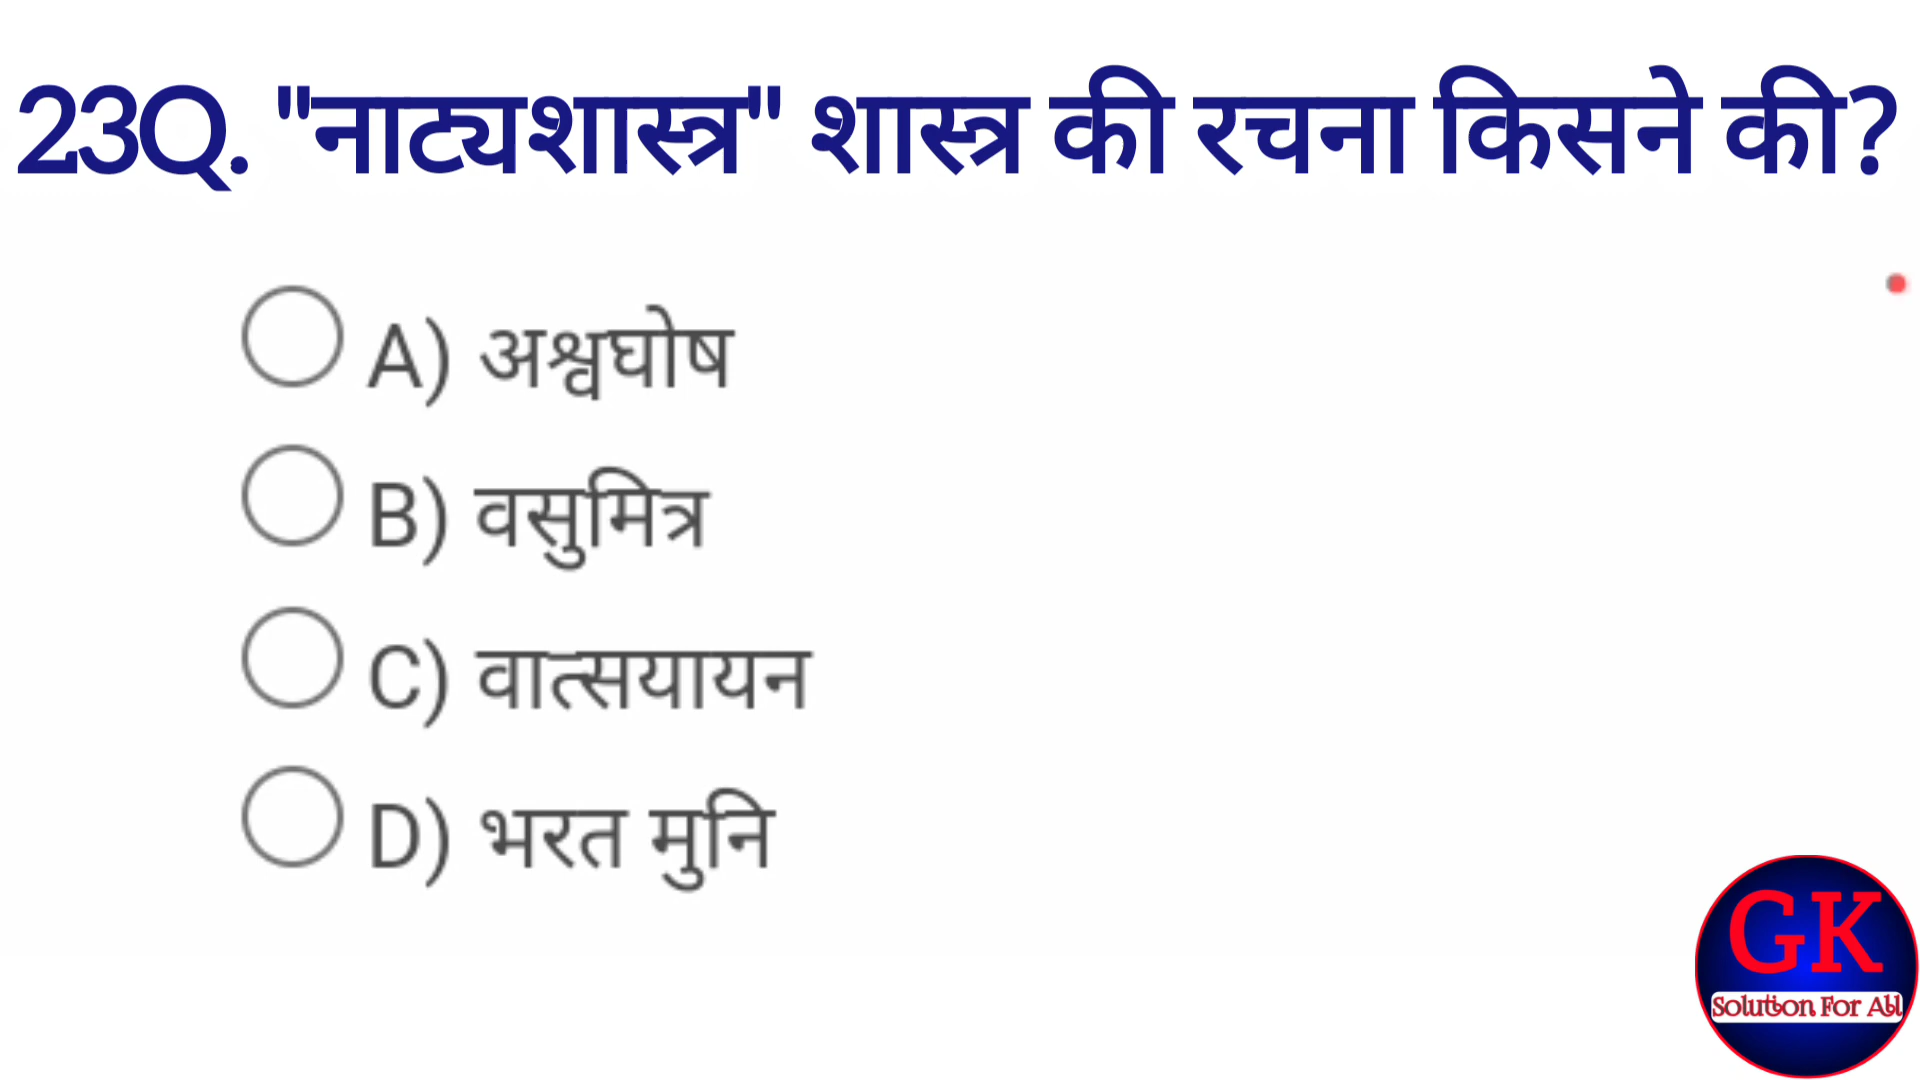 23Q. "नाट्यशास्त्र" शास्त्र की रचना किसने की?
A) अश्वघोष
B) वसुमित्र
C) वात्सयायन
D) भरत मुनि
GK
Solution For All